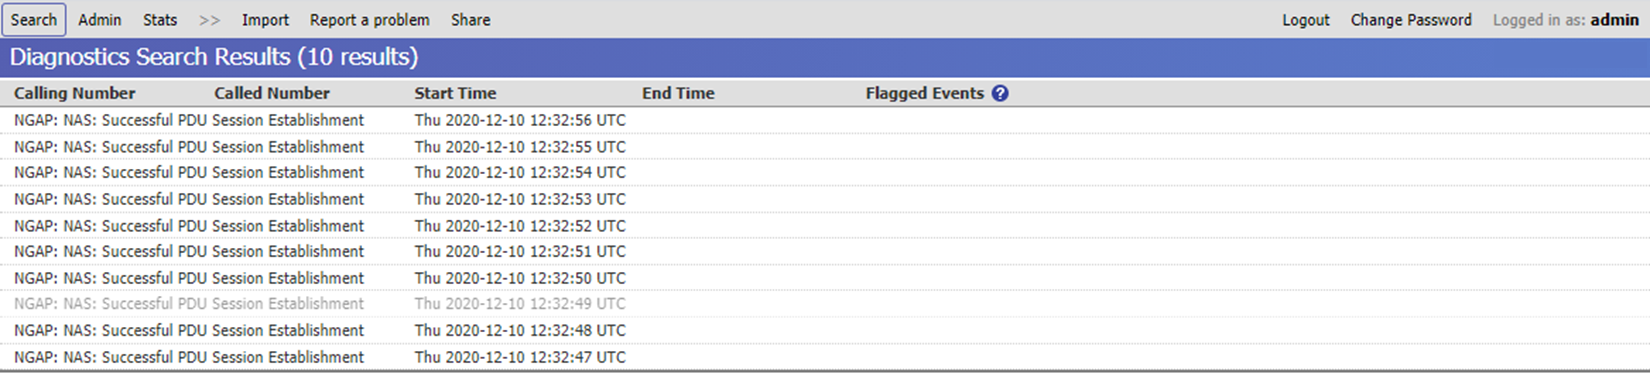 Search Admin Stats >> Import Report a problem Share Logout Change Password Logged in as: admin
Diagnostics Search Results (10 results)
Calling Number Called Number Start Time End Time Flagged Events ?
NGAP: NAS: Successful PDU Session Establishment Thu 2020-12-10 12:32:56 UTC
NGAP: NAS: Successful PDU Session Establishment Thu 2020-12-10 12:32:55 UTC
NGAP: NAS: Successful PDU Session Establishment Thu 2020-12-10 12:32:54 UTC
NGAP: NAS: Successful PDU Session Establishment Thu 2020-12-10 12:32:53 UTC
NGAP: NAS: Successful PDU Session Establishment Thu 2020-12-10 12:32:52 UTC
NGAP: NAS: Successful PDU Session Establishment Thu 2020-12-10 12:32:51 UTC
NGAP: NAS: Successful PDU Session Establishment Thu 2020-12-10 12:32:50 UTC
NGAP: NAS: Successful PDU Session Establishment Thu 2020-12-10 12:32:49 UTC
NGAP: NAS: Successful PDU Session Establishment Thu 2020-12-10 12:32:48 UTC
NGAP: NAS: Successful PDU Session Establishment Thu 2020-12-10 12:32:47 UTC